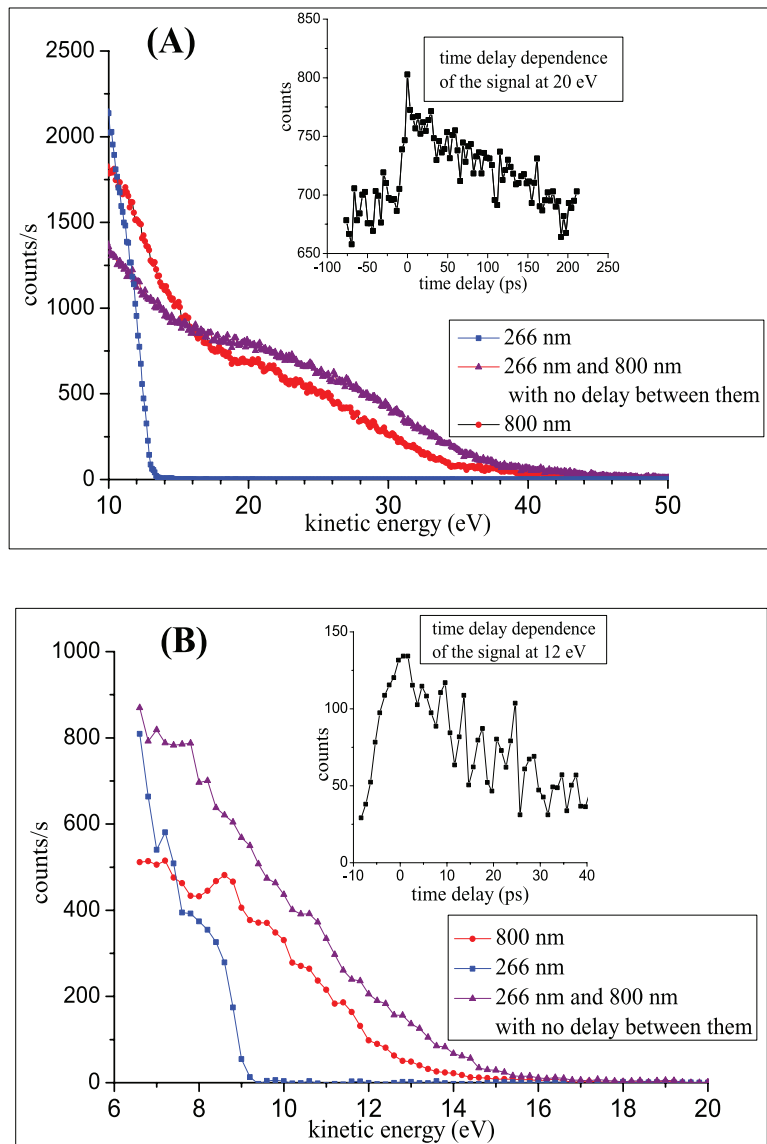 (A)
time delay dependence
of the signal at 20 eV
counts
850
800
750
700
650
-100 -50 0 50 100 150 200 250
time delay (ps)
counts/s
2500
2000
1500
1000
500
0
266 nm
266 nm and 800 nm
with no delay between them
800 nm
10 20 30 40 50
kinetic energy (eV)
(B)
time delay dependence
of the signal at 12 eV
counts
150
100
50
0
-10 0 10 20 30 40
time delay (ps)
counts/s
1000
800
600
400
200
0
800 nm
266 nm
266 nm and 800 nm
with no delay between them
6 8 10 12 14 16 18 20
kinetic energy (eV)